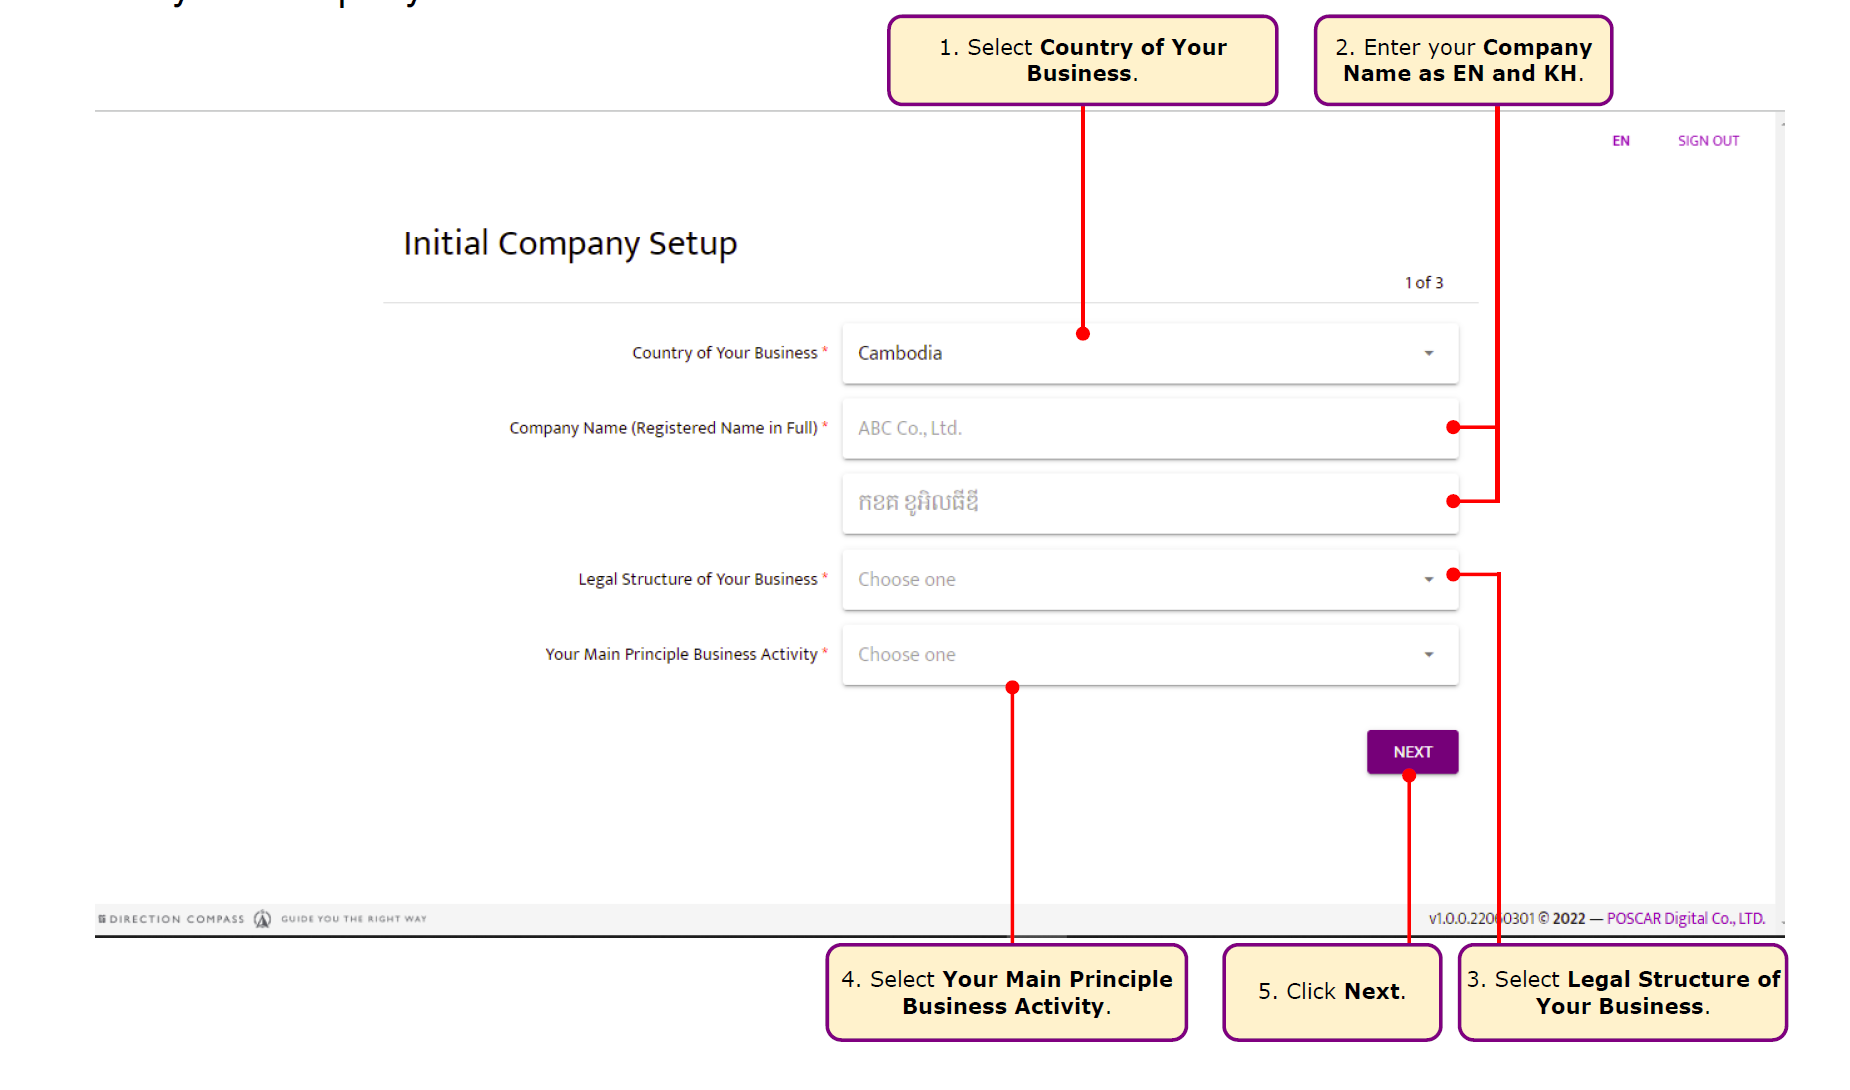 1. Select Country of Your
Business.
2. Enter your Company
Name as EN and KH.
EN
SIGN OUT
Initial Company Setup
1 of 3
Country of Your Business *
Cambodia
Company Name (Registered Name in Full) *
ABC Co., Ltd.
កខគ ខូអិលធីឌី
Legal Structure of Your Business *
Choose one
Your Main Principle Business Activity *
Choose one
NEXT
DIRECTION COMPASS GUIDE YOU THE RIGHT WAY
v1.0.0.22060301 © 2022 — POSCAR Digital Co., LTD.
4. Select Your Main Principle
Business Activity.
5. Click Next.
3. Select Legal Structure of
Your Business.